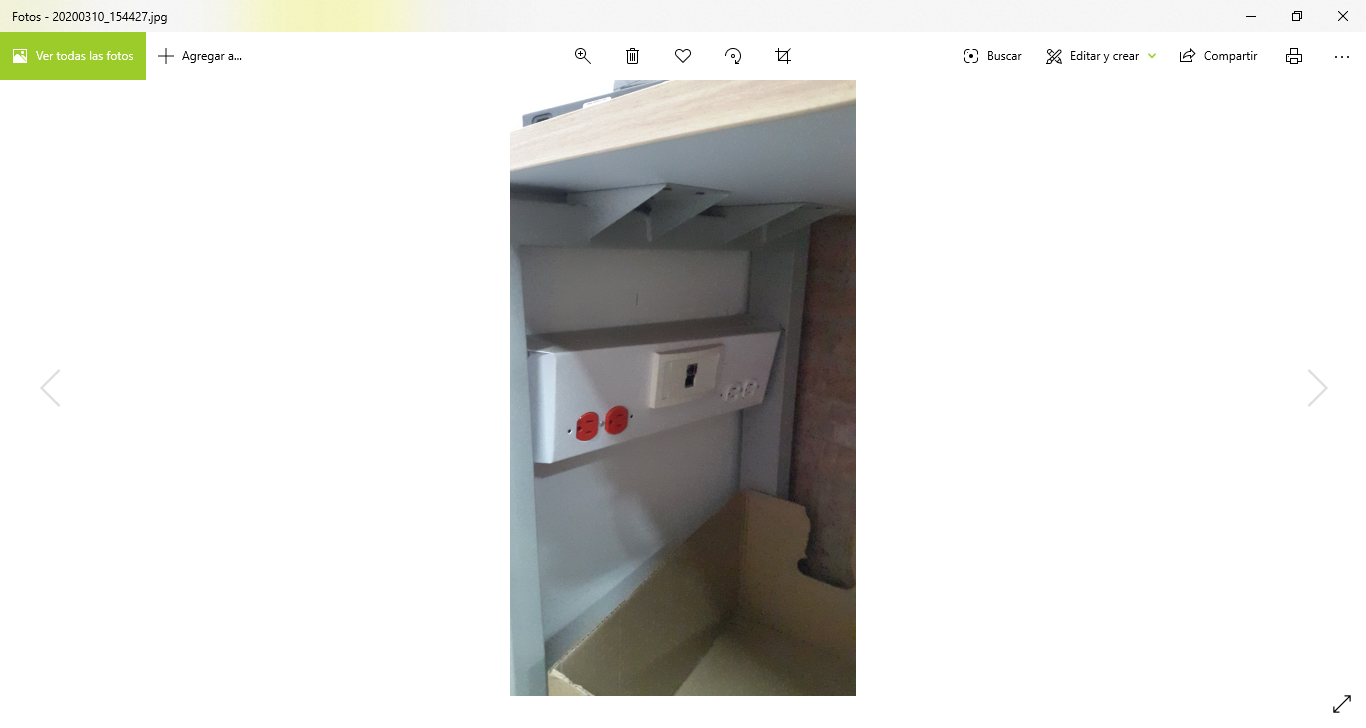 Fotos - 20200310_154427.jpg
Ver todas las fotos
Agregar a...
Buscar
Editar y crear
Compartir